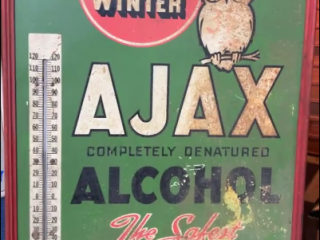 WINTER
AJAX
COMPLETELY DENATURED
ALCOHOL
The Safest